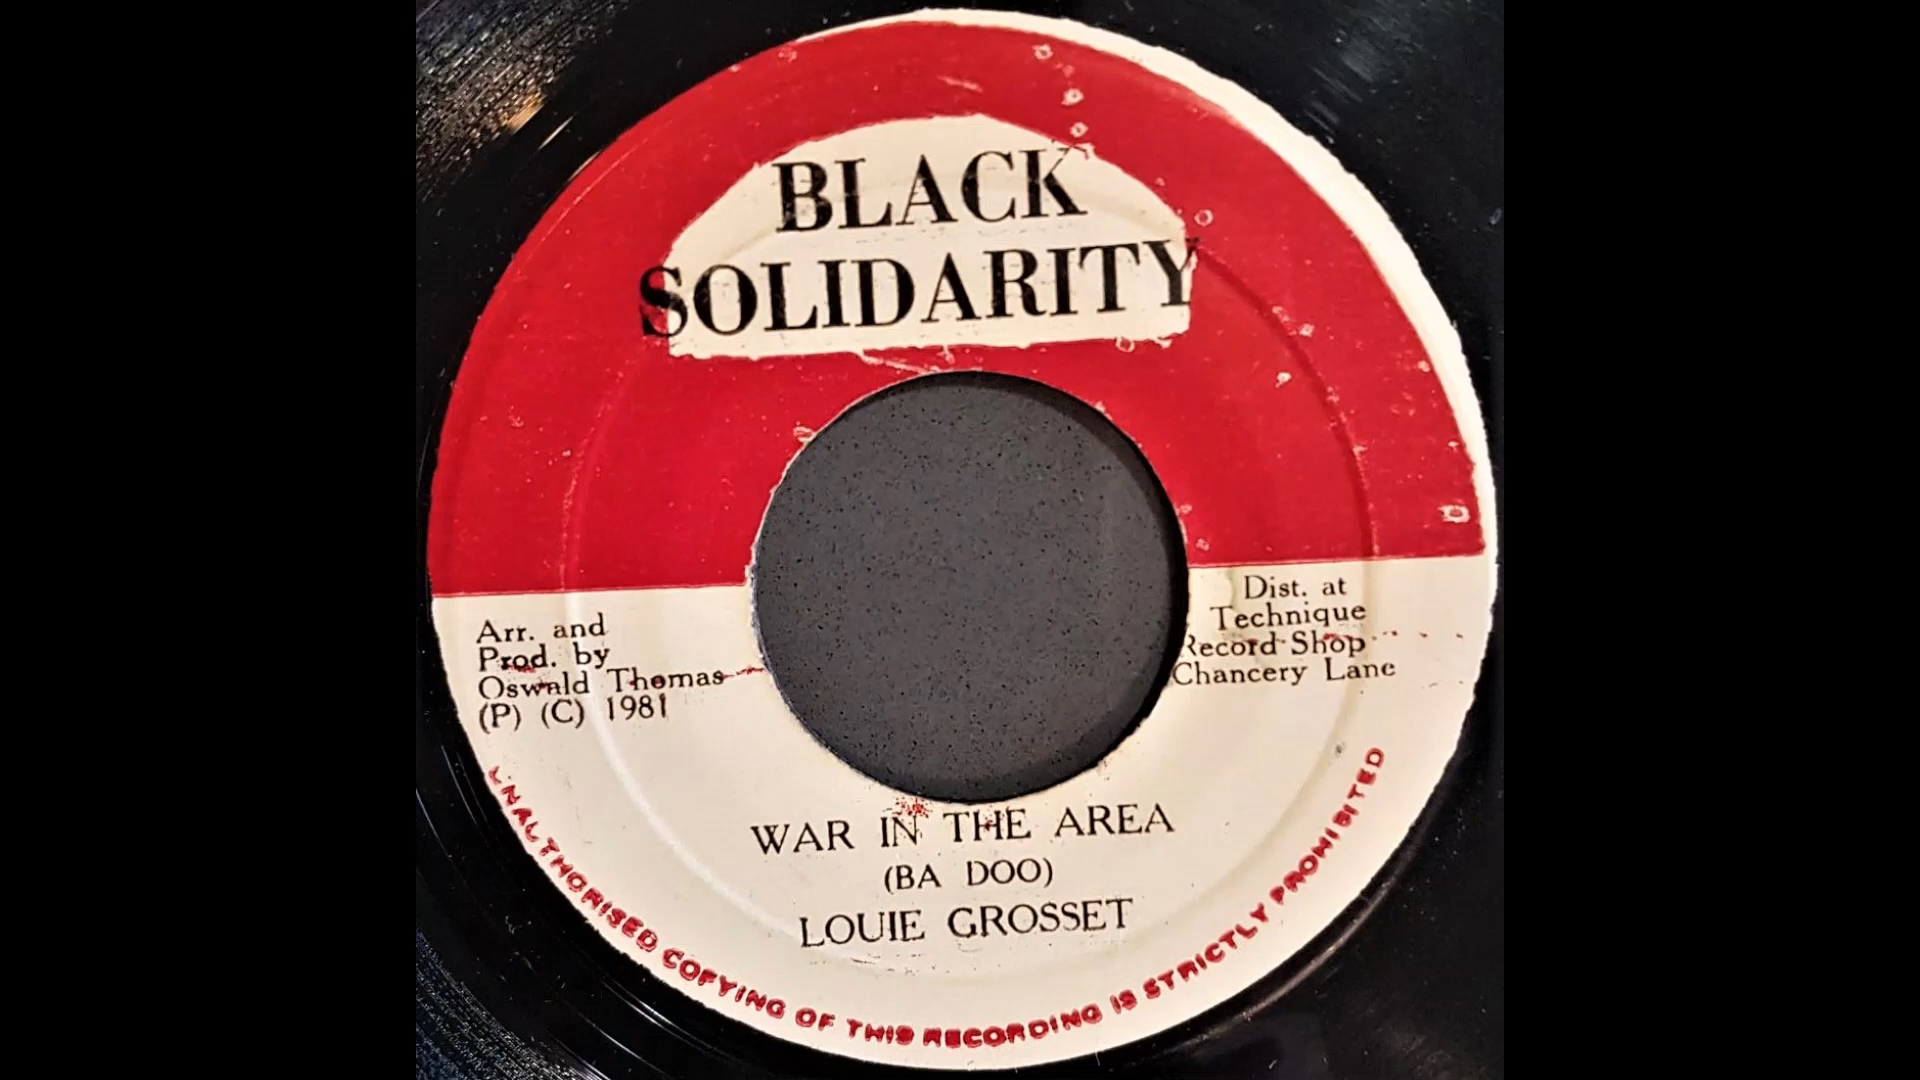 BLACK
SOLIDARITY
Arr. and
Prod. by
Oswald Thomas
(P) (C) 1981
Dist. at
Technique
Record Shop
Chancery Lane
WAR IN THE AREA
(BA DOO)
LOUIE GROSSET
UNAUTHORISED COPYING OF THIS RECORDING IS STRICTLY PROHIBITED